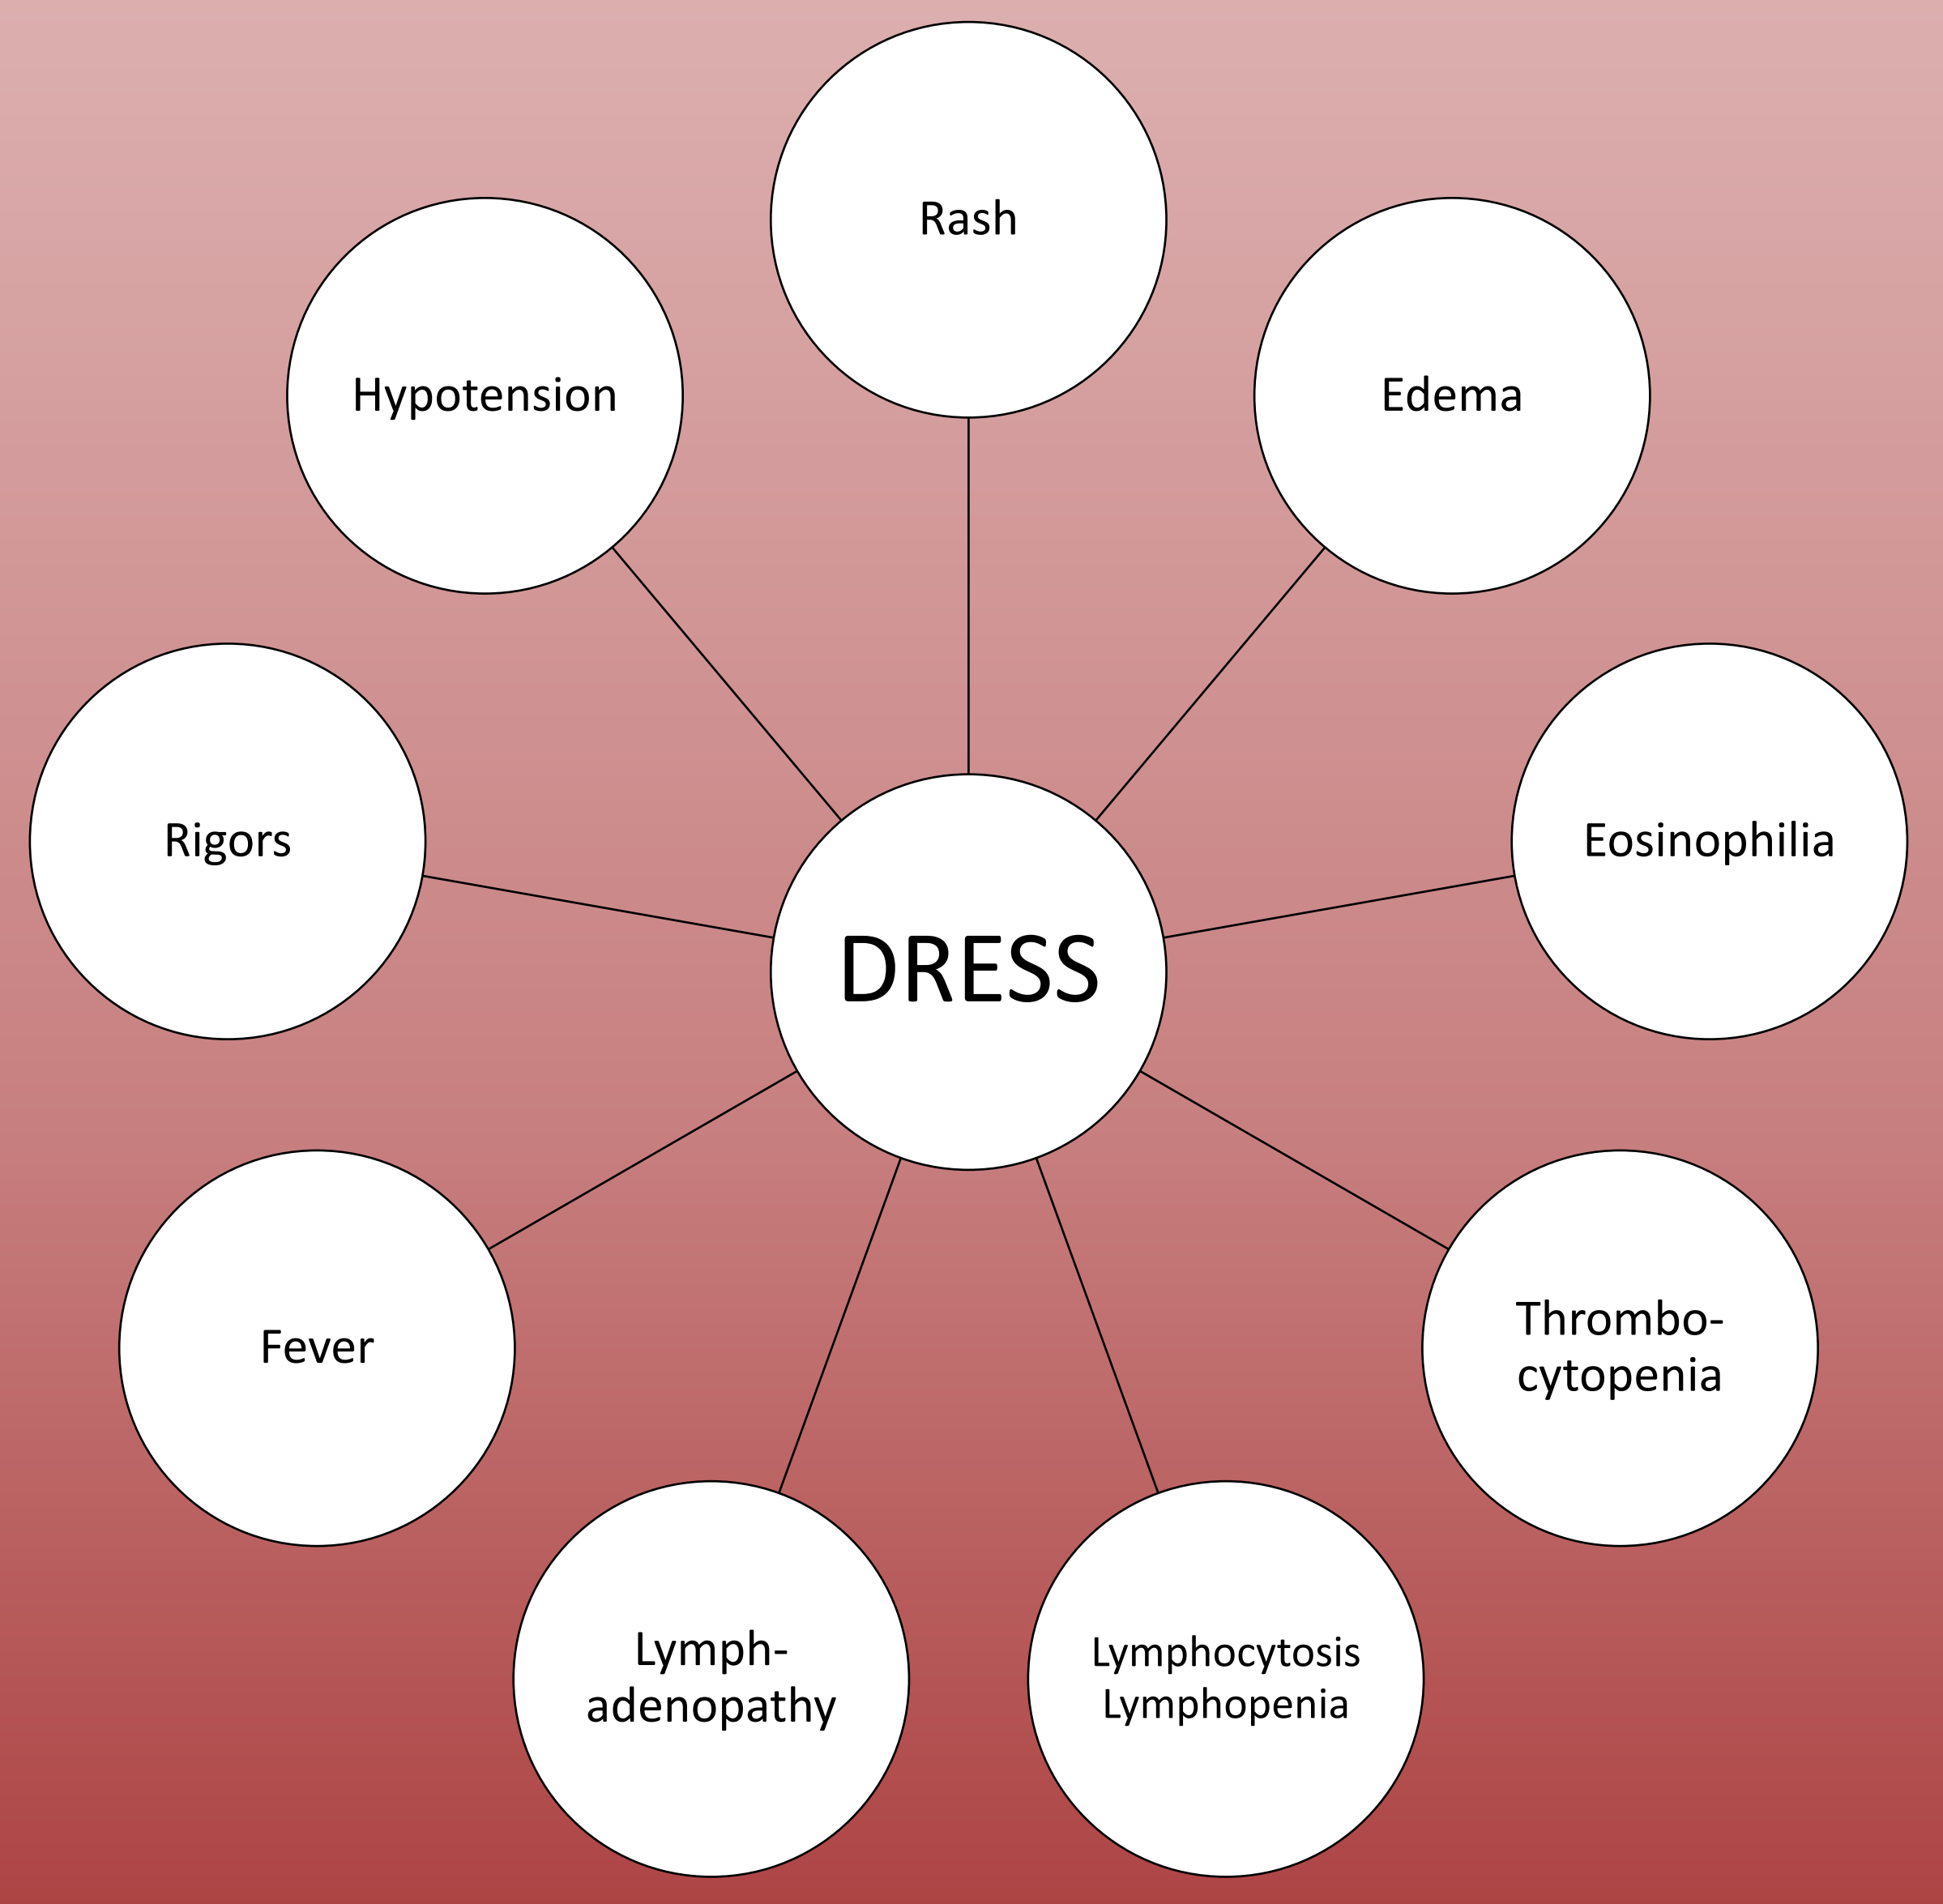 Rash
Hypotension
Edema
Rigors
Eosinophilia
DRESS
Fever
Thrombo-
cytopenia
Lymph-
adenopathy
Lymphocytosis
Lymphopenia